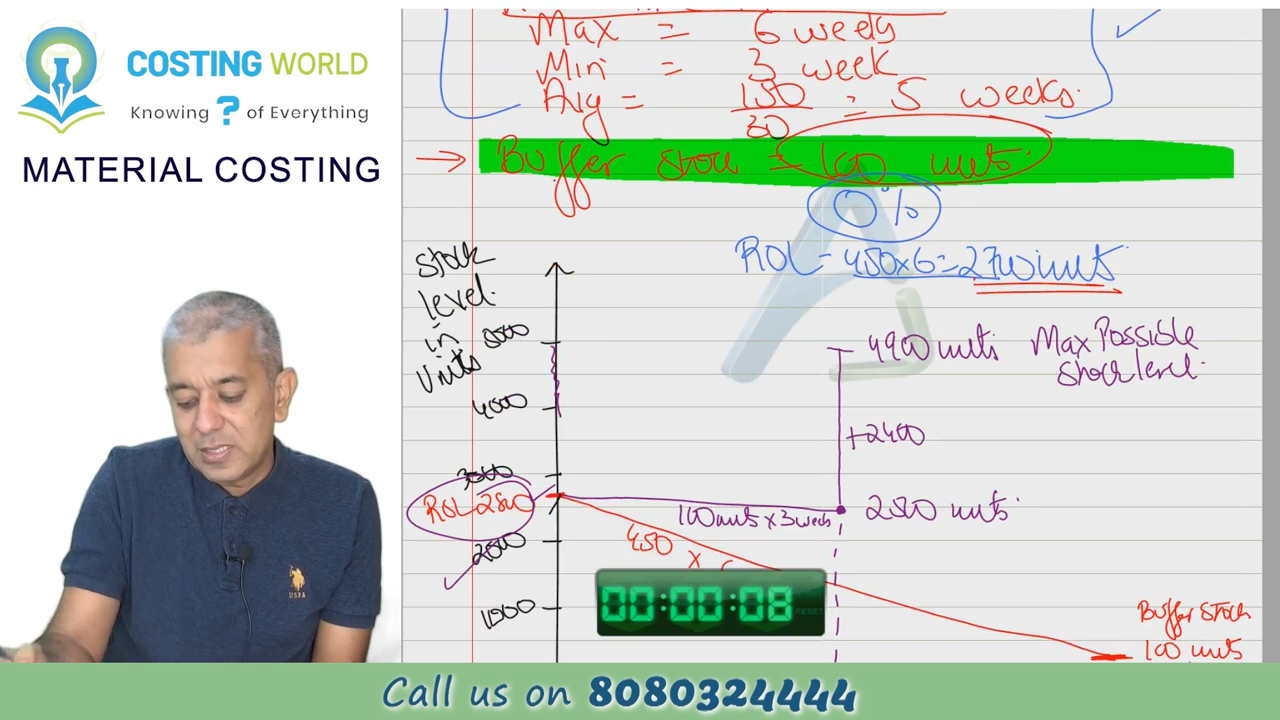 COSTING WORLD
Knowing ? of Everything
MATERIAL COSTING
Max = 6 weeks
Min = 3 week
Avg = 150/30 = 5 weeks.
→ Buffer stock = 100 units.
0%
ROL = 450x6=2700 units
Stock level in Units
5000
4000
3000
ROL 2800
2000
1000
4900 units Max Possible
Stock level.
+2400
2500 units
100 units x 3 week
450 x
00:00:08
RESET
Buffer Stock
100 units
U.S.P.A.
Call us on 8080324444